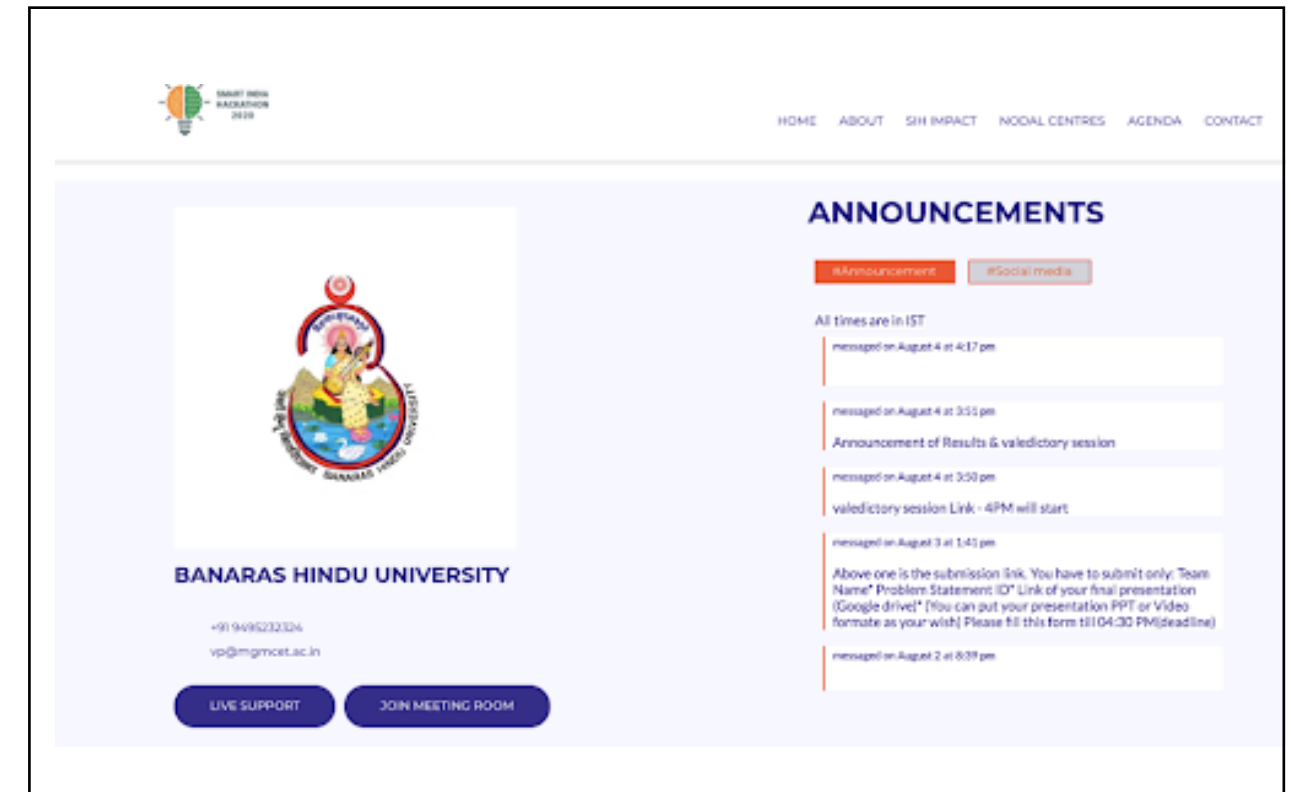 SMART INDIA
HACKATHON
2020
HOME ABOUT SIH IMPACT NODAL CENTRES AGENDA CONTACT
BANARAS HINDU UNIVERSITY
BANARAS HINDU UNIVERSITY
+91 9495232324
vp@mgmcet.ac.in
LIVE SUPPORT JOIN MEETING ROOM
ANNOUNCEMENTS
#Announcement #Social media
All times are in IST
messaged on August 4 at 4:17 pm
messaged on August 4 at 3:51 pm
Announcement of Results & valedictory session
messaged on August 4 at 3:50 pm
valedictory session Link - 4PM will start
messaged on August 3 at 1:41 pm
Above one is the submission link. You have to submit only: Team
Name* Problem Statement ID* Link of your final presentation
(Google drive)* (You can put your presentation PPT or Video
formate as your wish) Please fill this form till 04:30 PM(deadline)
messaged on August 2 at 8:39 pm